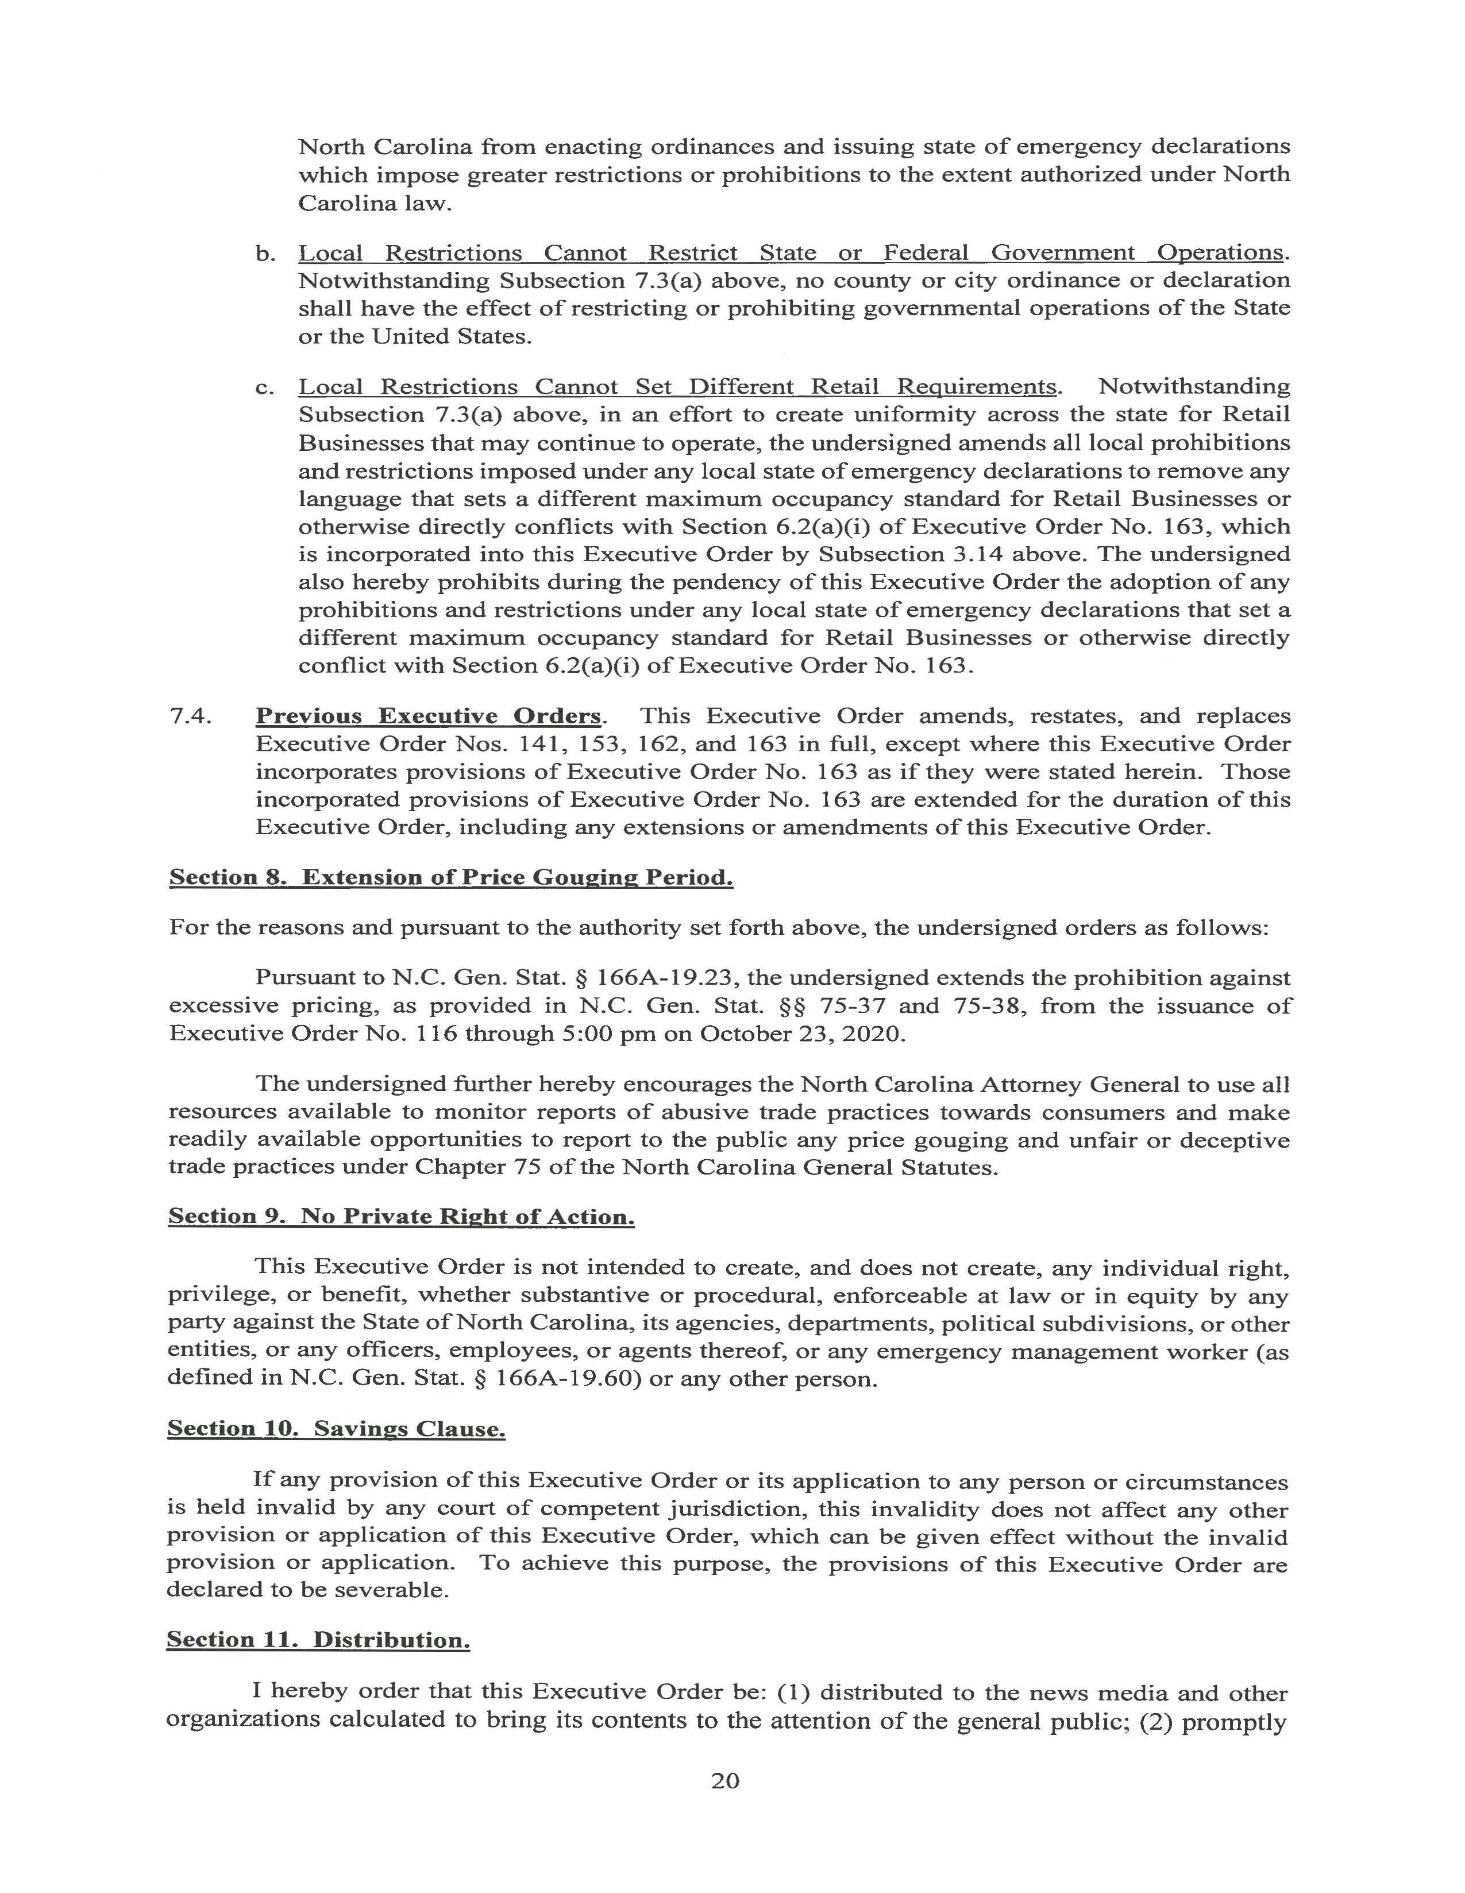 North Carolina from enacting ordinances and issuing state of emergency declarations
which impose greater restrictions or prohibitions to the extent authorized under North
Carolina law.
b. Local Restrictions Cannot Restrict State or Federal Government Operations.
Notwithstanding Subsection 7.3(a) above, no county or city ordinance or declaration
shall have the effect of restricting or prohibiting governmental operations of the State
or the United States.
c. Local Restrictions Cannot Set Different Retail Requirements. Notwithstanding
Subsection 7.3(a) above, in an effort to create uniformity across the state for Retail
Businesses that may continue to operate, the undersigned amends all local prohibitions
and restrictions imposed under any local state of emergency declarations to remove any
language that sets a different maximum occupancy standard for Retail Businesses or
otherwise directly conflicts with Section 6.2(a)(i) of Executive Order No. 163, which
is incorporated into this Executive Order by Subsection 3.14 above. The undersigned
also hereby prohibits during the pendency of this Executive Order the adoption of any
prohibitions and restrictions under any local state of emergency declarations that set a
different maximum occupancy standard for Retail Businesses or otherwise directly
conflict with Section 6.2(a)(i) of Executive Order No. 163.
7.4. Previous Executive Orders. This Executive Order amends, restates, and replaces
Executive Order Nos. 141, 153, 162, and 163 in full, except where this Executive Order
incorporates provisions of Executive Order No. 163 as if they were stated herein. Those
incorporated provisions of Executive Order No. 163 are extended for the duration of this
Executive Order, including any extensions or amendments of this Executive Order.
Section 8. Extension of Price Gouging Period.
For the reasons and pursuant to the authority set forth above, the undersigned orders as follows:
Pursuant to N.C. Gen. Stat. § 166A-19.23, the undersigned extends the prohibition against
excessive pricing, as provided in N.C. Gen. Stat. §§ 75-37 and 75-38, from the issuance of
Executive Order No. 116 through 5:00 pm on October 23, 2020.
The undersigned further hereby encourages the North Carolina Attorney General to use all
resources available to monitor reports of abusive trade practices towards consumers and make
readily available opportunities to report to the public any price gouging and unfair or deceptive
trade practices under Chapter 75 of the North Carolina General Statutes.
Section 9. No Private Right of Action.
This Executive Order is not intended to create, and does not create, any individual right,
privilege, or benefit, whether substantive or procedural, enforceable at law or in equity by any
party against the State of North Carolina, its agencies, departments, political subdivisions, or other
entities, or any officers, employees, or agents thereof, or any emergency management worker (as
defined in N.C. Gen. Stat. § 166A-19.60) or any other person.
Section 10. Savings Clause.
If any provision of this Executive Order or its application to any person or circumstances
is held invalid by any court of competent jurisdiction, this invalidity does not affect any other
provision or application of this Executive Order, which can be given effect without the invalid
provision or application. To achieve this purpose, the provisions of this Executive Order are
declared to be severable.
Section 11. Distribution.
I hereby order that this Executive Order be: (1) distributed to the news media and other
organizations calculated to bring its contents to the attention of the general public; (2) promptly
20